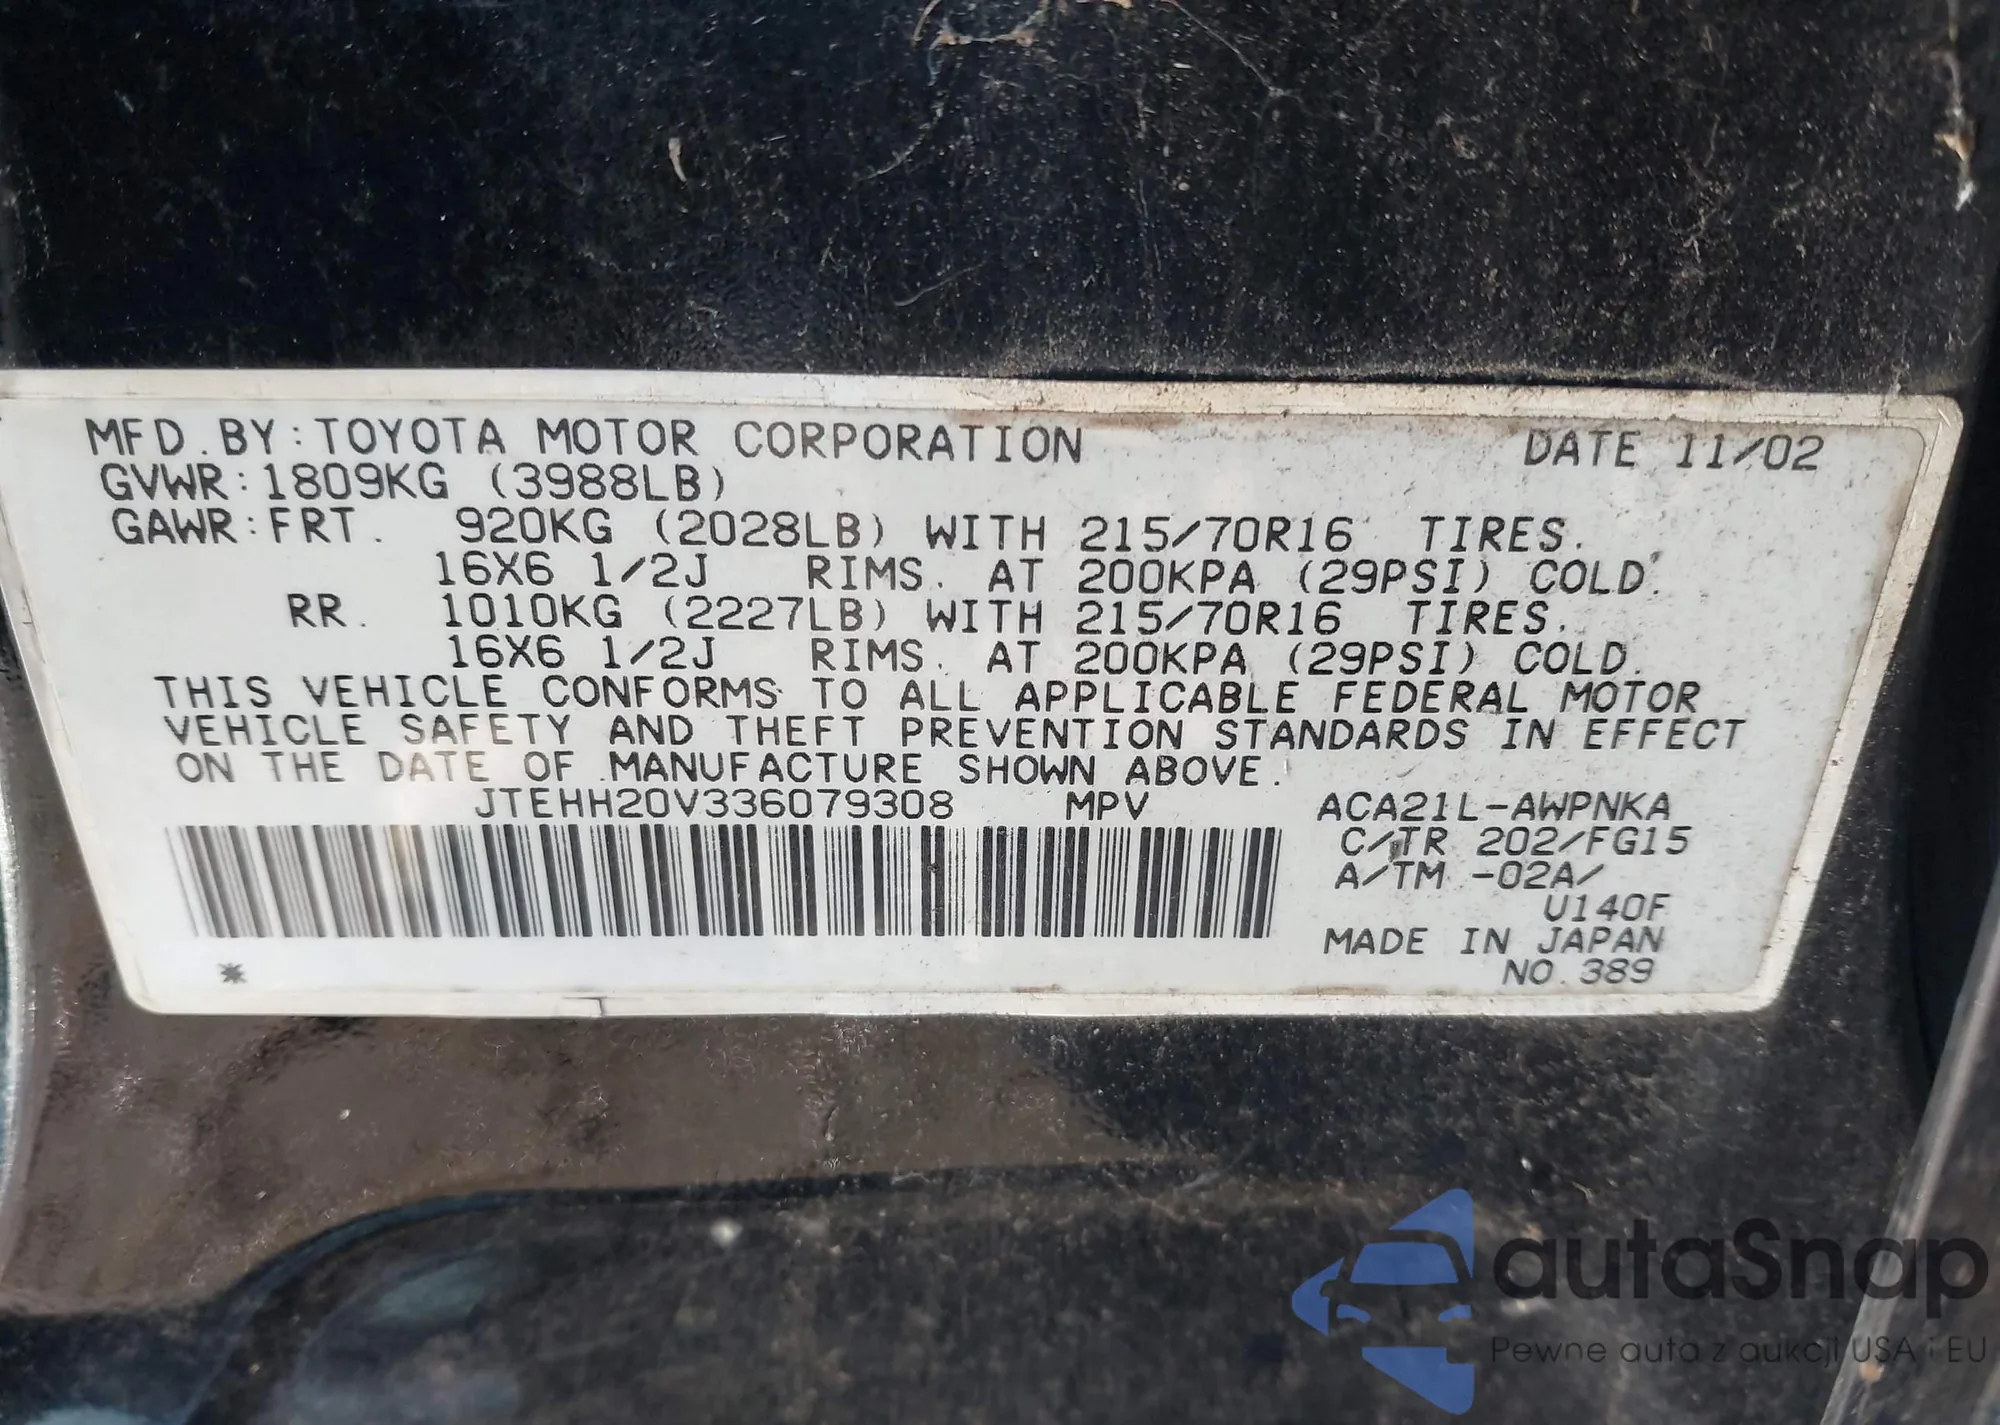 MFD.BY:TOYOTA MOTOR CORPORATION DATE 11/02
GVWR:1809KG (3988LB)
GAWR:FRT. 920KG (2028LB) WITH 215/70R16 TIRES.
16X6 1/2J RIMS. AT 200KPA (29PSI) COLD.
RR. 1010KG (2227LB) WITH 215/70R16 TIRES.
16X6 1/2J RIMS. AT 200KPA (29PSI) COLD.
THIS VEHICLE CONFORMS TO ALL APPLICABLE FEDERAL MOTOR
VEHICLE SAFETY AND THEFT PREVENTION STANDARDS IN EFFECT
ON THE DATE OF MANUFACTURE SHOWN ABOVE.
JTEHH20V336079308 MPV ACA21L-AWPNKA
C/TR 202/FG15
A/TM -02A/
U140F
MADE IN JAPAN
* NO.389
autaSnap
Pewne auta z aukcji USA i EU